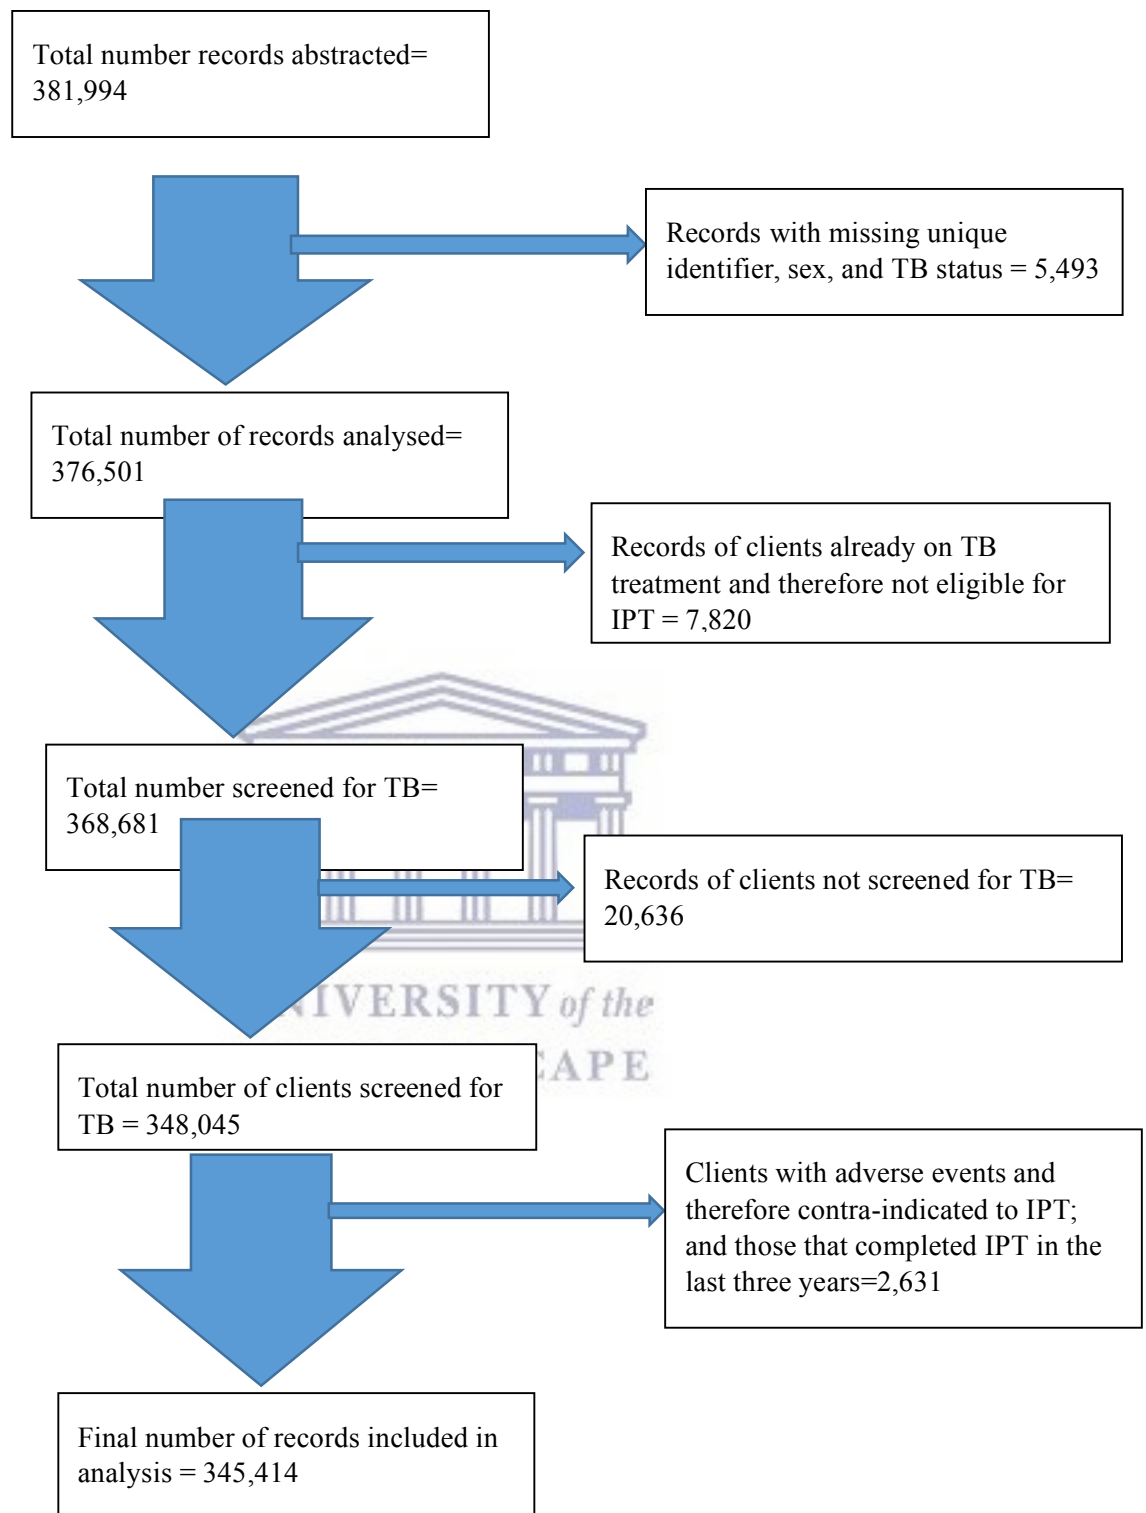 Total number records abstracted=
381,994
Records with missing unique
identifier, sex, and TB status = 5,493
Total number of records analysed=
376,501
Records of clients already on TB
treatment and therefore not eligible for
IPT = 7,820
Total number screened for TB=
368,681
Records of clients not screened for TB=
20,636
NIVERSITY of the
CAPE
Total number of clients screened for
TB = 348,045
Clients with adverse events and
therefore contra-indicated to IPT;
and those that completed IPT in the
last three years=2,631
Final number of records included in
analysis = 345,414